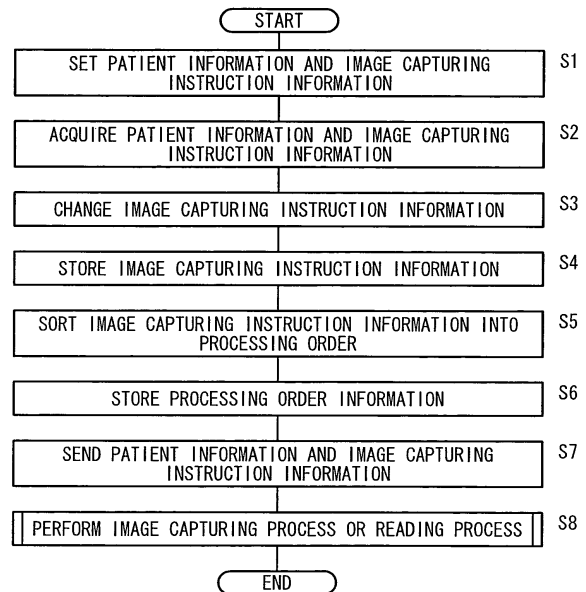 START
SET PATIENT INFORMATION AND IMAGE CAPTURING
INSTRUCTION INFORMATION
S1
ACQUIRE PATIENT INFORMATION AND IMAGE CAPTURING
INSTRUCTION INFORMATION
S2
CHANGE IMAGE CAPTURING INSTRUCTION INFORMATION
S3
STORE IMAGE CAPTURING INSTRUCTION INFORMATION
S4
SORT IMAGE CAPTURING INSTRUCTION INFORMATION INTO
PROCESSING ORDER
S5
STORE PROCESSING ORDER INFORMATION
S6
SEND PATIENT INFORMATION AND IMAGE CAPTURING
INSTRUCTION INFORMATION
S7
PERFORM IMAGE CAPTURING PROCESS OR READING PROCESS
S8
END